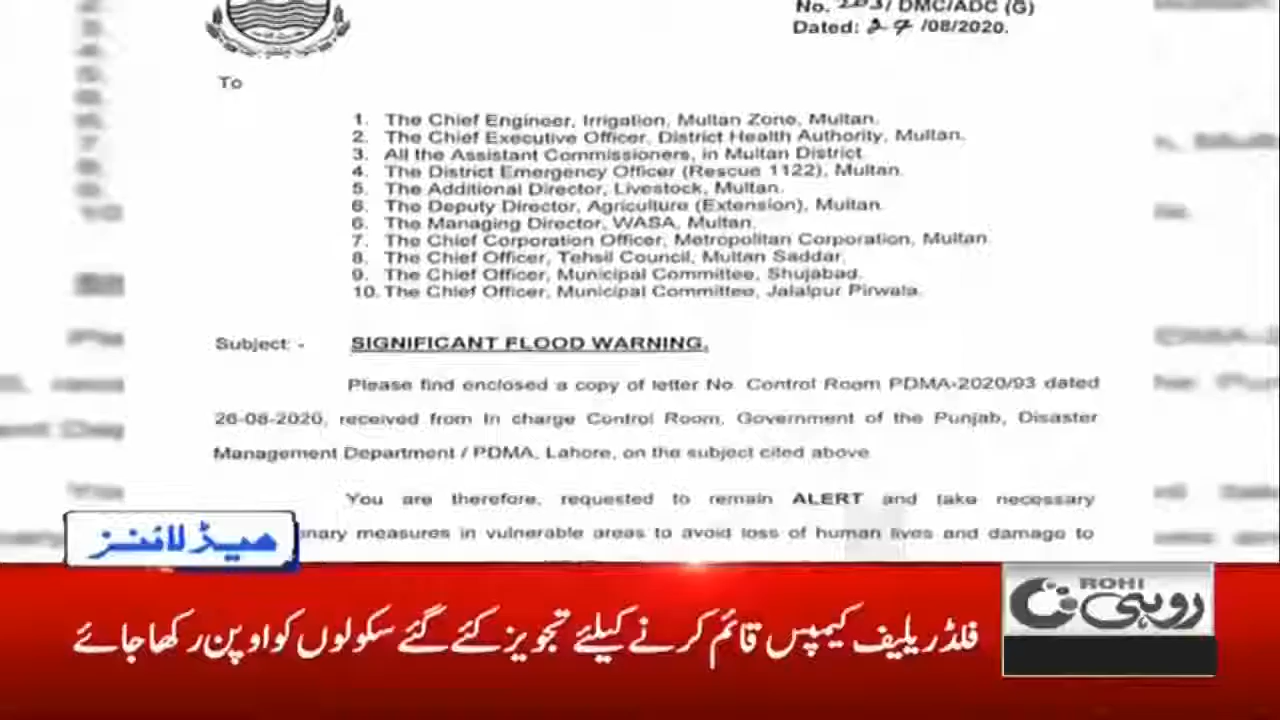 DMC/ADC (G)
Dated: /08/2020.
To
1. The Chief Engineer, Irrigation, Multan Zone, Multan.
2. The Chief Executive Officer, District Health Authority, Multan.
3. All the Assistant Commissioners, in Multan District.
4. The District Emergency Officer (Rescue 1122), Multan.
5. The Additional Director, Livestock, Multan.
6. The Deputy Director, Agriculture (Extension), Multan.
6. The Managing Director, WASA, Multan.
7. The Chief Corporation Officer, Metropolitan Corporation, Multan.
8. The Chief Officer, Tehsil Council, Multan Saddar.
9. The Chief Officer, Municipal Committee, Shujabad.
10. The Chief Officer, Municipal Committee, Jalalpur Pirwala.
Subject: - SIGNIFICANT FLOOD WARNING.
Please find enclosed a copy of letter No. Control Room PDMA-2020/93 dated
26-08-2020, received from In charge Control Room, Government of the Punjab, Disaster
Management Department / PDMA, Lahore, on the subject cited above
You are therefore, requested to remain ALERT and take necessary
measures in vulnerable areas to avoid loss of human lives and damage to
ہیڈلائنز
ROHI
روہی
فلڈ ریلیف کیمپس قائم کرنے کیلئے تجویز کئے گئے سکولوں کو اوپن رکھا جائے